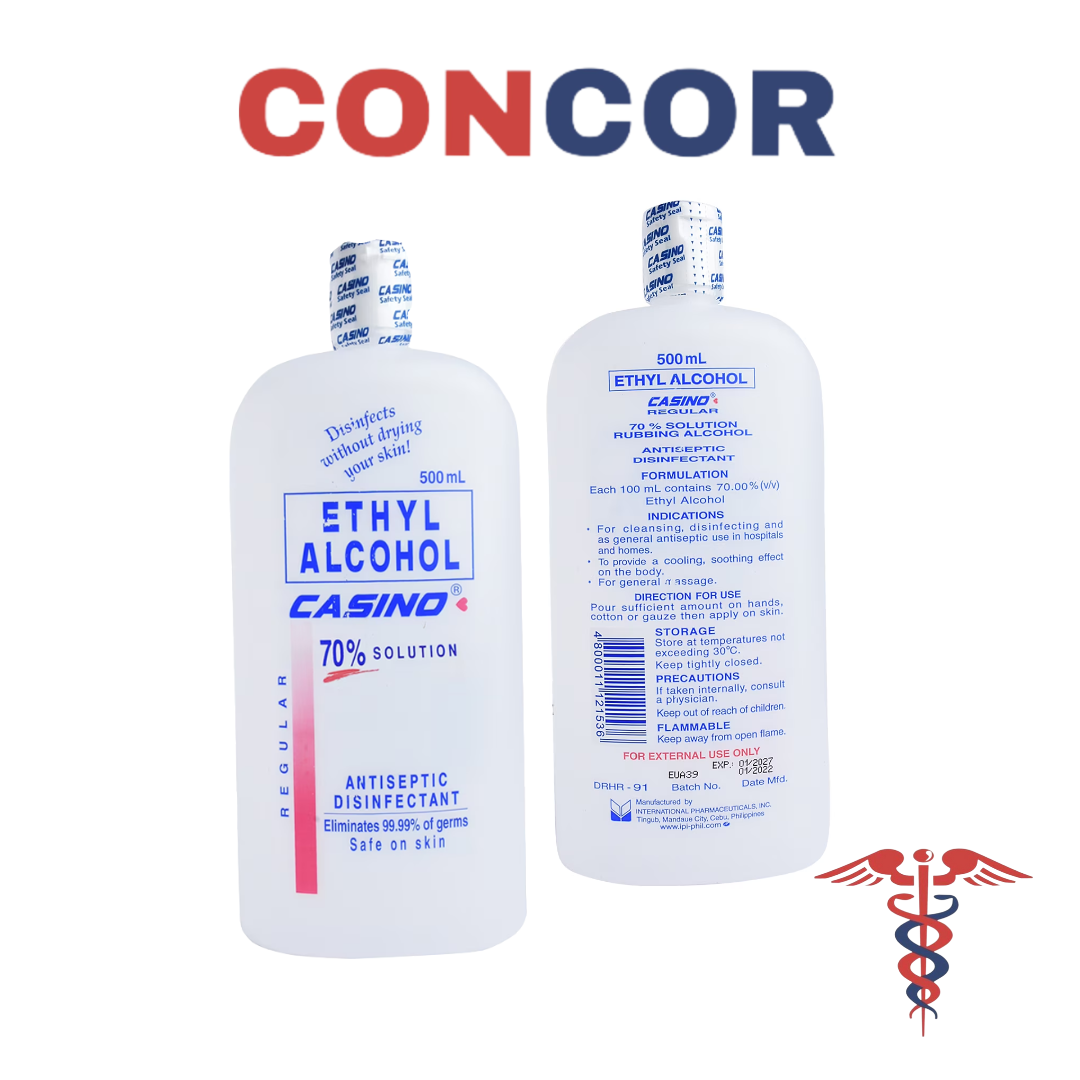 CONCOR
CASINO
Safety Seal
Disinfects
without drying
your skin!
500 mL
ETHYL
ALCOHOL
CASINO®
70% SOLUTION
REGULAR
ANTISEPTIC
DISINFECTANT
Eliminates 99.99% of germs
Safe on skin
CASINO
Safety Seal
500 mL
ETHYL ALCOHOL
CASINO®
REGULAR
70 % SOLUTION
RUBBING ALCOHOL
ANTISEPTIC
DISINFECTANT
FORMULATION
Each 100 mL contains 70.00% (v/v)
Ethyl Alcohol
INDICATIONS
• For cleansing, disinfecting and
as general antiseptic use in hospitals
and homes.
• To provide a cooling, soothing effect
on the body.
• For general massage.
DIRECTION FOR USE
Pour sufficient amount on hands,
cotton or gauze then apply on skin.
4 800011 121536
STORAGE
Store at temperatures not
exceeding 30°C.
Keep tightly closed.
PRECAUTIONS
If taken internally, consult
a physician.
Keep out of reach of children.
FLAMMABLE
Keep away from open flame.
FOR EXTERNAL USE ONLY
EXP.: 01/2027
EUA39 01/2022
DRHR - 91 Batch No. Date Mfd.
Manufactured by
INTERNATIONAL PHARMACEUTICALS, INC.
Tingub, Mandaue City, Cebu, Philippines
www.ipi-phil.com